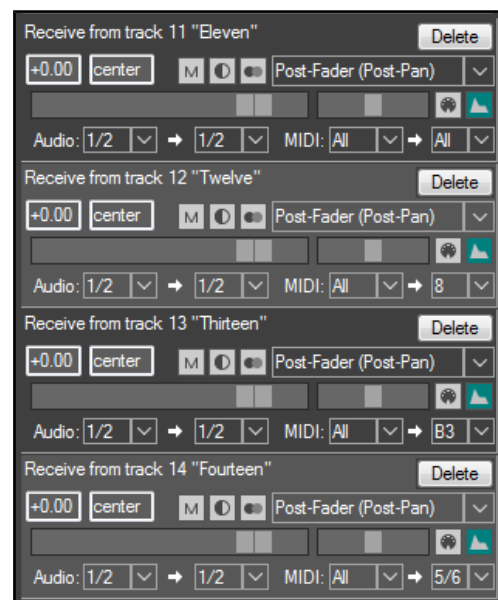 Receive from track 11 "Eleven" Delete
+0.00 center M Post-Fader (Post-Pan)
Audio: 1/2 → 1/2 MIDI: All → All
Receive from track 12 "Twelve" Delete
+0.00 center M Post-Fader (Post-Pan)
Audio: 1/2 → 1/2 MIDI: All → 8
Receive from track 13 "Thirteen" Delete
+0.00 center M Post-Fader (Post-Pan)
Audio: 1/2 → 1/2 MIDI: All → B3
Receive from track 14 "Fourteen" Delete
+0.00 center M Post-Fader (Post-Pan)
Audio: 1/2 → 1/2 MIDI: All → 5/6